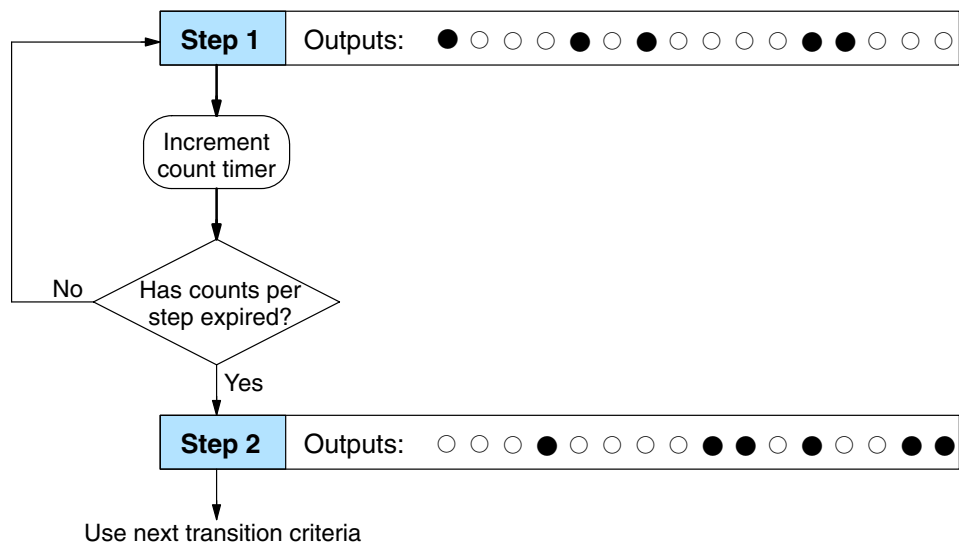 Step 1 Outputs:
Increment
count timer
No
Has counts per
step expired?
Yes
Step 2 Outputs:
Use next transition criteria